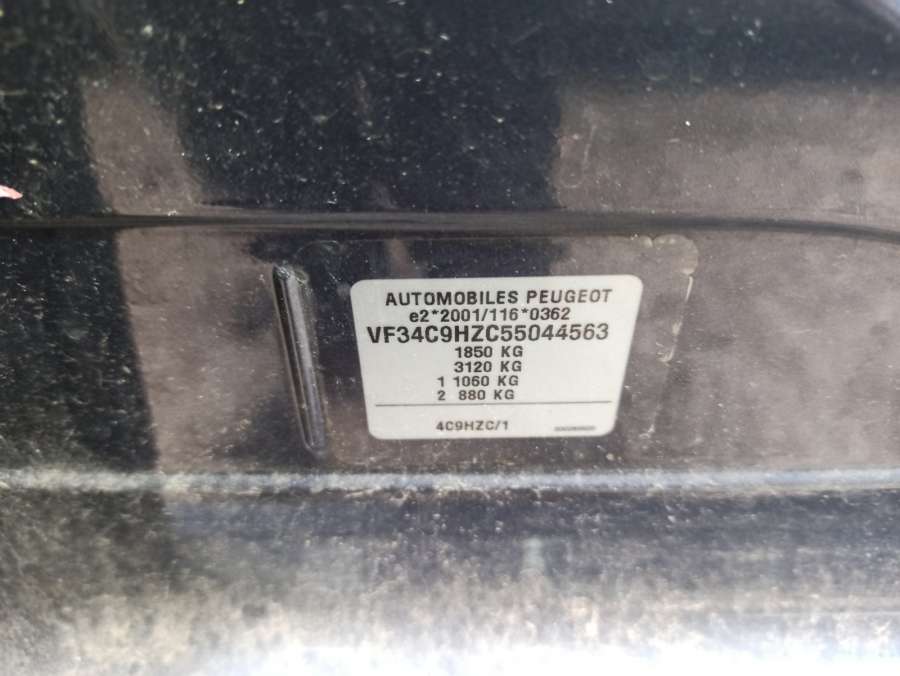 AUTOMOBILES PEUGEOT
e2*2001/116*0362
VF34C9HZC55044563
1850 KG
3120 KG
1 1060 KG
2 880 KG
4C9HZC/1